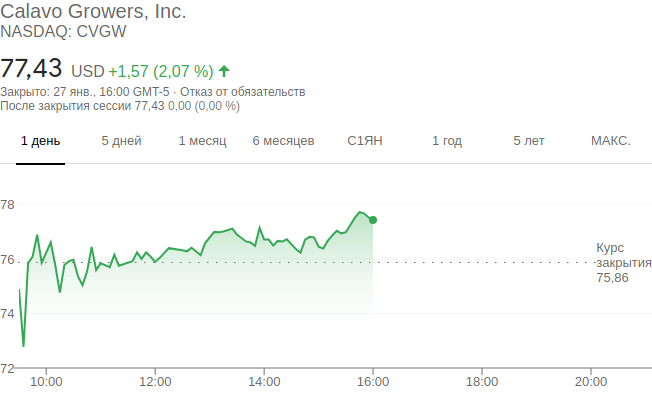 Calavo Growers, Inc.
NASDAQ: CVGW
77,43 USD +1,57 (2,07 %)
Закрыто: 27 янв., 16:00 GMT-5 · Отказ от обязательств
После закрытия сессии 77,43 0,00 (0,00 %)
1 день 5 дней 1 месяц 6 месяцев С1ЯН 1 год 5 лет МАКС.
78
76
74
72
Курс
закрытия
75,86
10:00 12:00 14:00 16:00 18:00 20:00